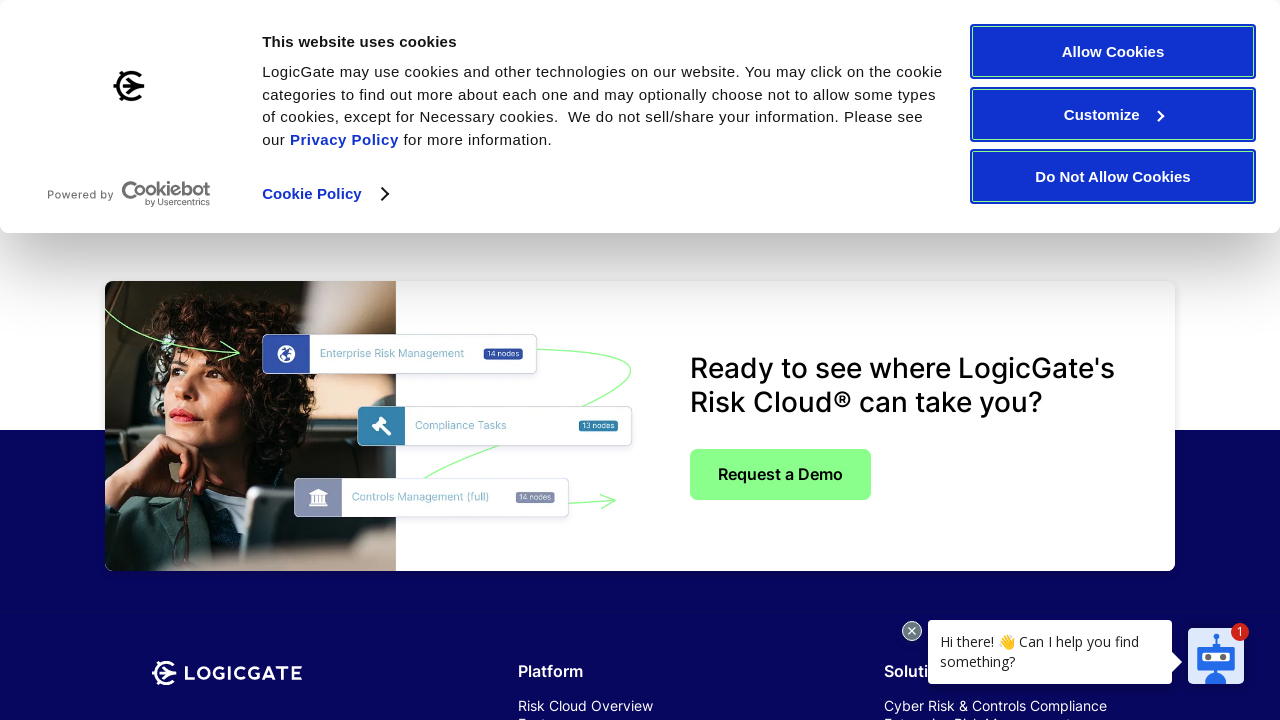 This website uses cookies
LogicGate may use cookies and other technologies on our website. You may click on the cookie
categories to find out more about each one and may optionally choose not to allow some types
of cookies, except for Necessary cookies.  We do not sell/share your information. Please see
our Privacy Policy for more information.
Powered by Cookiebot
by Usercentrics
Cookie Policy
Allow Cookies
Customize
Do Not Allow Cookies
Enterprise Risk Management 14 nodes
Compliance Tasks 13 nodes
Controls Management (full) 14 nodes
Ready to see where LogicGate's
Risk Cloud® can take you?
Request a Demo
LOGICGATE
Platform
Risk Cloud Overview
Cyber Risk & Controls Compliance
Hi there! 👋 Can I help you find
something?
1